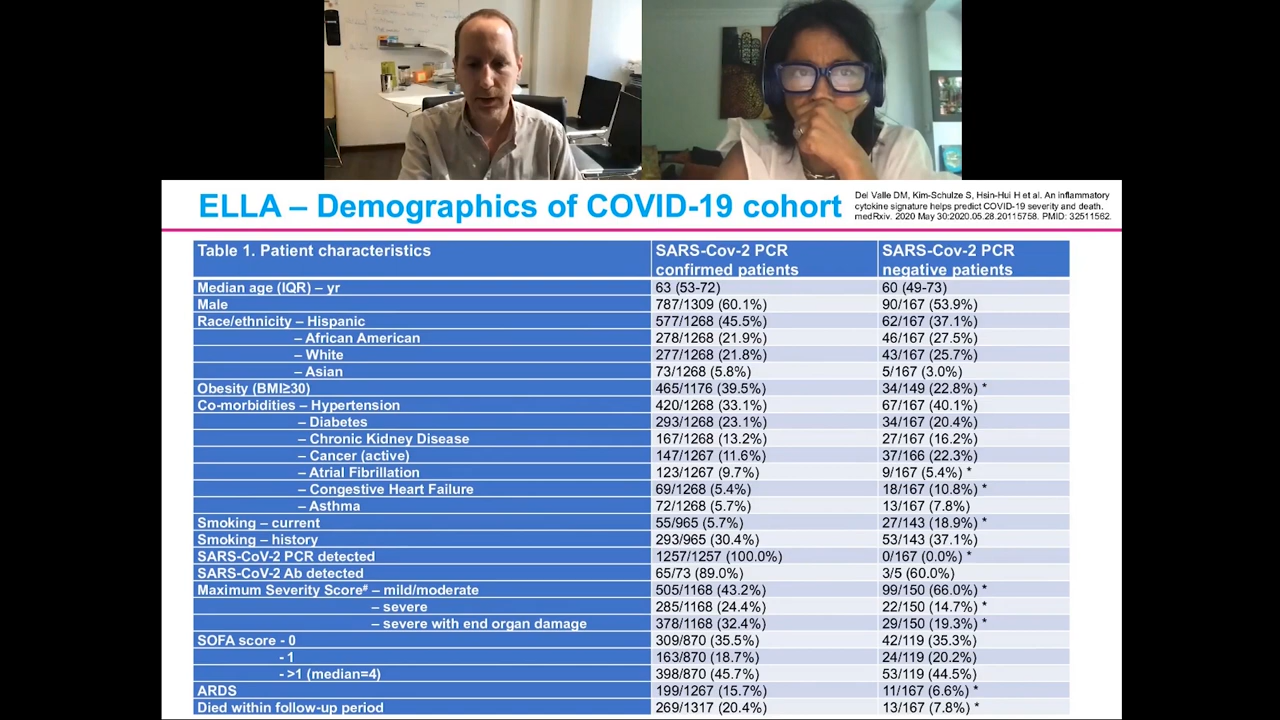 ELLA – Demographics of COVID-19 cohort
Del Valle DM, Kim-Schulze S, Hsin-Hui H et al. An inflammatory
cytokine signature helps predict COVID-19 severity and death.
medRxiv. 2020 May 30:2020.05.28.20115758. PMID: 32511562.
Table 1. Patient characteristics SARS-Cov-2 PCR confirmed patients SARS-Cov-2 PCR negative patients
Median age (IQR) – yr 63 (53-72) 60 (49-73)
Male 787/1309 (60.1%) 90/167 (53.9%)
Race/ethnicity – Hispanic 577/1268 (45.5%) 62/167 (37.1%)
– African American 278/1268 (21.9%) 46/167 (27.5%)
– White 277/1268 (21.8%) 43/167 (25.7%)
– Asian 73/1268 (5.8%) 5/167 (3.0%)
Obesity (BMI≥30) 465/1176 (39.5%) 34/149 (22.8%) *
Co-morbidities – Hypertension 420/1268 (33.1%) 67/167 (40.1%)
– Diabetes 293/1268 (23.1%) 34/167 (20.4%)
– Chronic Kidney Disease 167/1268 (13.2%) 27/167 (16.2%)
– Cancer (active) 147/1267 (11.6%) 37/166 (22.3%)
– Atrial Fibrillation 123/1267 (9.7%) 9/167 (5.4%) *
– Congestive Heart Failure 69/1268 (5.4%) 18/167 (10.8%) *
– Asthma 72/1268 (5.7%) 13/167 (7.8%)
Smoking – current 55/965 (5.7%) 27/143 (18.9%) *
Smoking – history 293/965 (30.4%) 53/143 (37.1%)
SARS-CoV-2 PCR detected 1257/1257 (100.0%) 0/167 (0.0%) *
SARS-CoV-2 Ab detected 65/73 (89.0%) 3/5 (60.0%)
Maximum Severity Score# – mild/moderate 505/1168 (43.2%) 99/150 (66.0%) *
– severe 285/1168 (24.4%) 22/150 (14.7%) *
– severe with end organ damage 378/1168 (32.4%) 29/150 (19.3%) *
SOFA score - 0 309/870 (35.5%) 42/119 (35.3%)
- 1 163/870 (18.7%) 24/119 (20.2%)
- >1 (median=4) 398/870 (45.7%) 53/119 (44.5%)
ARDS 199/1267 (15.7%) 11/167 (6.6%) *
Died within follow-up period 269/1317 (20.4%) 13/167 (7.8%) *